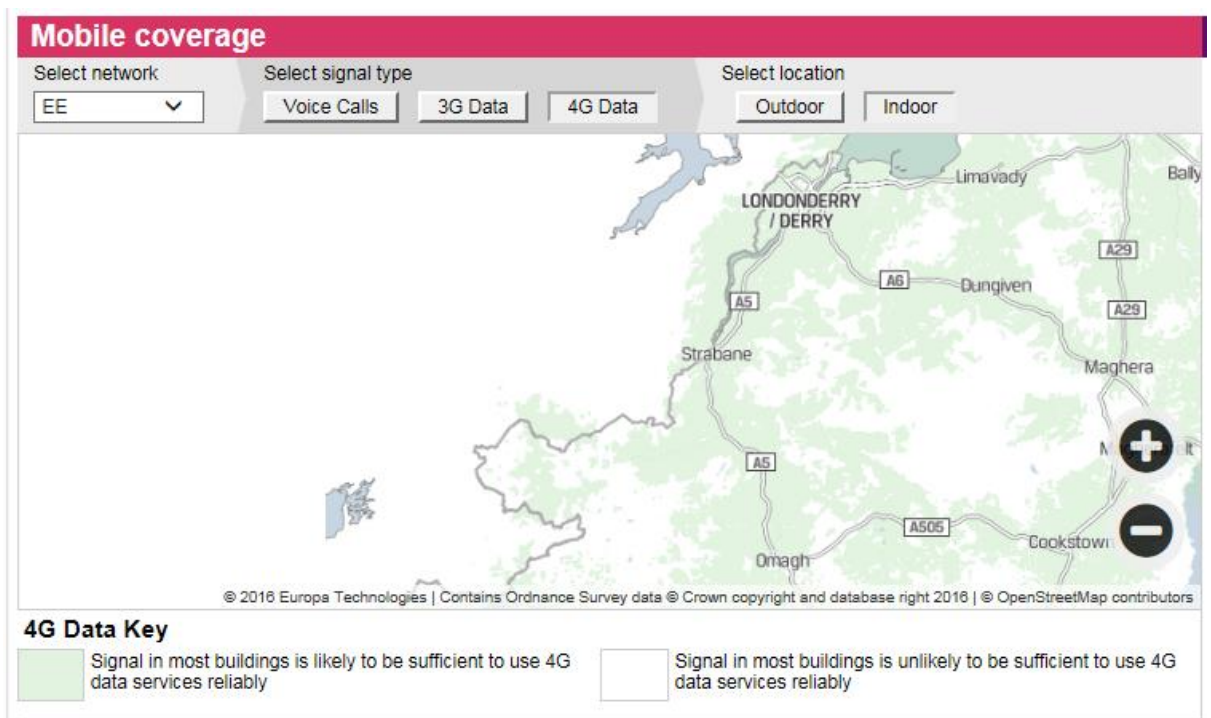 Mobile coverage
Select network
Select signal type
Select location
EE
Voice Calls
3G Data
4G Data
Outdoor
Indoor
Limavady
Bally
LONDONDERRY
/ DERRY
A29
A6
Dungiven
A5
A29
Strabane
Maghera
A5
A505
Cookstown
Omagh
© 2016 Europa Technologies | Contains Ordnance Survey data © Crown copyright and database right 2016 | © OpenStreetMap contributors
4G Data Key
Signal in most buildings is likely to be sufficient to use 4G
data services reliably
Signal in most buildings is unlikely to be sufficient to use 4G
data services reliably